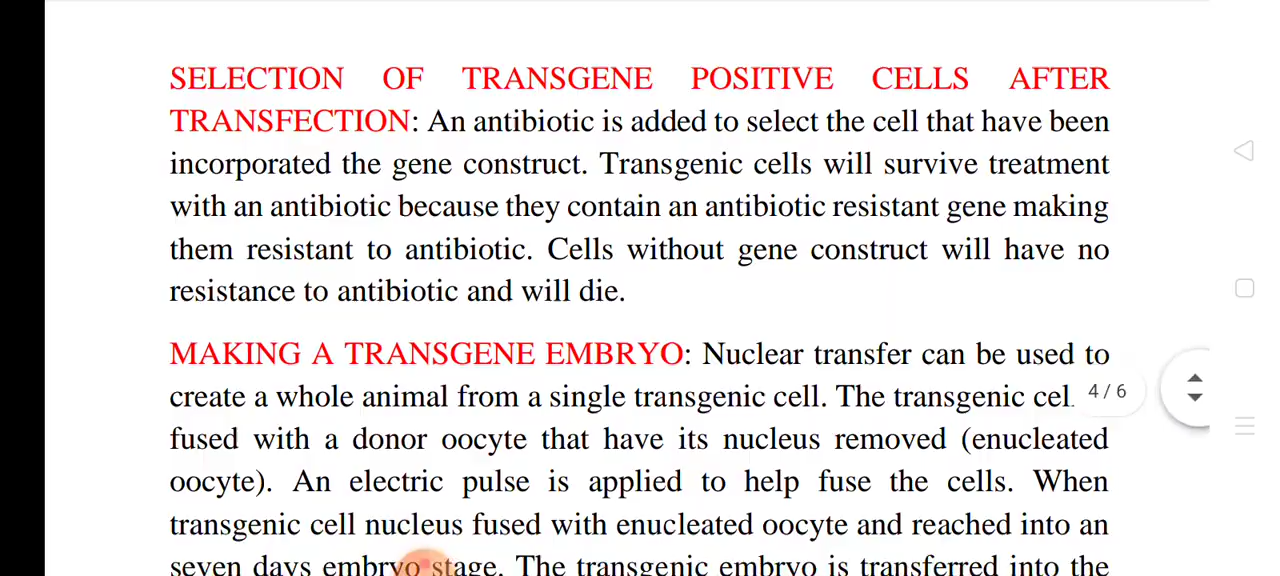 SELECTION OF TRANSGENE POSITIVE CELLS AFTER
TRANSFECTION: An antibiotic is added to select the cell that have been
incorporated the gene construct. Transgenic cells will survive treatment
with an antibiotic because they contain an antibiotic resistant gene making
them resistant to antibiotic. Cells without gene construct will have no
resistance to antibiotic and will die.
MAKING A TRANSGENE EMBRYO: Nuclear transfer can be used to
create a whole animal from a single transgenic cell. The transgenic
4 / 6
fused with a donor oocyte that have its nucleus removed (enucleated
oocyte). An electric pulse is applied to help fuse the cells. When
transgenic cell nucleus fused with enucleated oocyte and reached into an
seven days embryo stage. The transgenic embryo is transferred into the